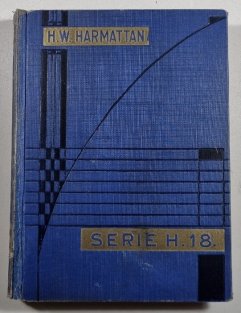 H.W. HARMATTAN
SERIE H.18.